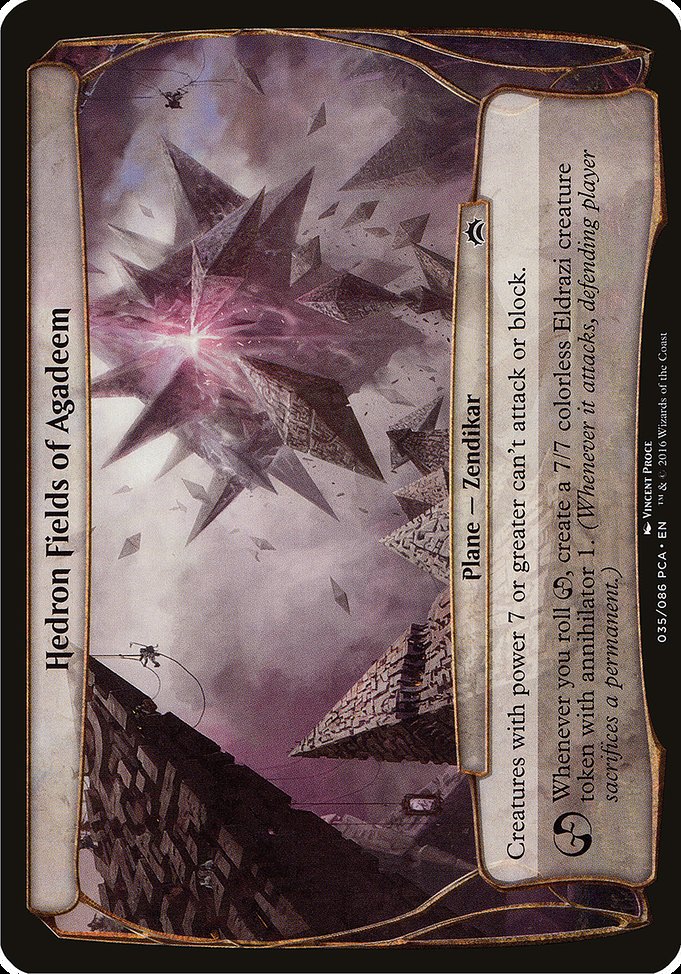 Hedron Fields of Agadeem
Plane — Zendikar
Creatures with power 7 or greater can't attack or block.
Whenever you roll , create a 7/7 colorless Eldrazi creature
token with annihilator 1. (Whenever it attacks, defending player
sacrifices a permanent.)
035/086 PCA • EN Vincent Proce
™ & © 2016 Wizards of the Coast